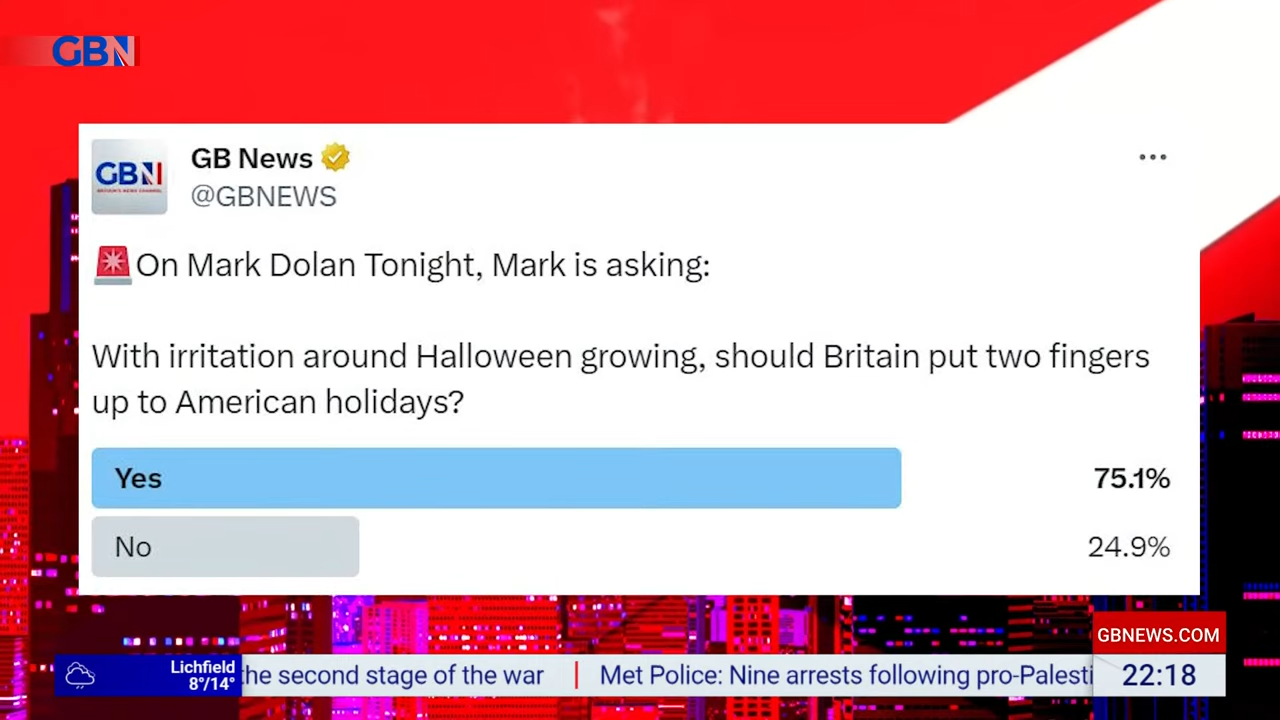 GBN
GBN
GB News
@GBNEWS
🚨On Mark Dolan Tonight, Mark is asking:
With irritation around Halloween growing, should Britain put two fingers
up to American holidays?
Yes 75.1%
No 24.9%
GBNEWS.COM
Lichfield
8°/14°
the second stage of the war | Met Police: Nine arrests following pro-Palesti
22:18